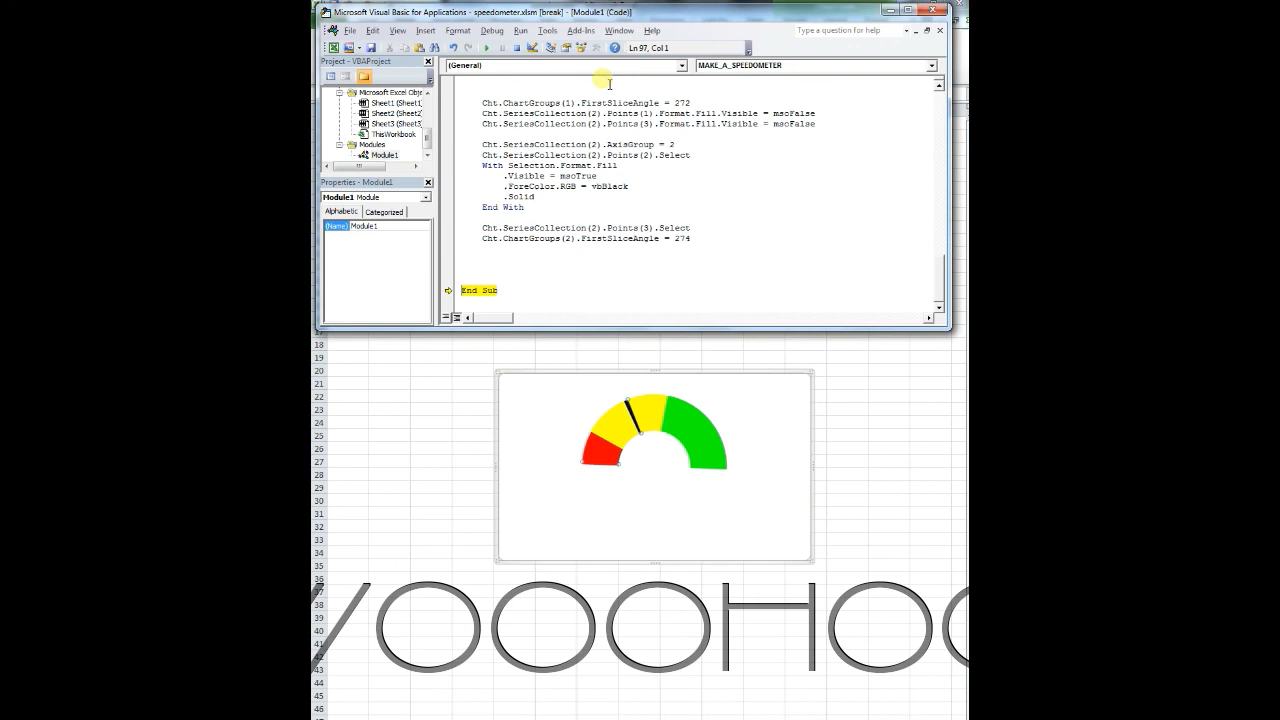 Microsoft Visual Basic for Applications - speedometer.xlsm [break] - [Module1 (Code)]
File Edit View Insert Format Debug Run Tools Add-Ins Window Help
Type a question for help
Ln 97, Col 1
Project - VBAProject
(General)
MAKE_A_SPEEDOMETER
Microsoft Excel Obje
Sheet1 (Sheet1)
Sheet2 (Sheet2)
Sheet3 (Sheet3)
ThisWorkbook
Modules
Module1
Properties - Module1
Module1 Module
Alphabetic Categorized
(Name) Module1
Cht.ChartGroups(1).FirstSliceAngle = 272
Cht.SeriesCollection(2).Points(1).Format.Fill.Visible = msoFalse
Cht.SeriesCollection(2).Points(3).Format.Fill.Visible = msoFalse
Cht.SeriesCollection(2).AxisGroup = 2
Cht.SeriesCollection(2).Points(2).Select
With Selection.Format.Fill
.Visible = msoTrue
.ForeColor.RGB = vbBlack
.Solid
End With
Cht.SeriesCollection(2).Points(3).Select
Cht.ChartGroups(2).FirstSliceAngle = 274
End Sub
18
19
20
21
22
23
24
25
26
27
28
29
30
31
32
33
34
35
36
37
38
39
40
41
42
43
44
45
46
OOOHO